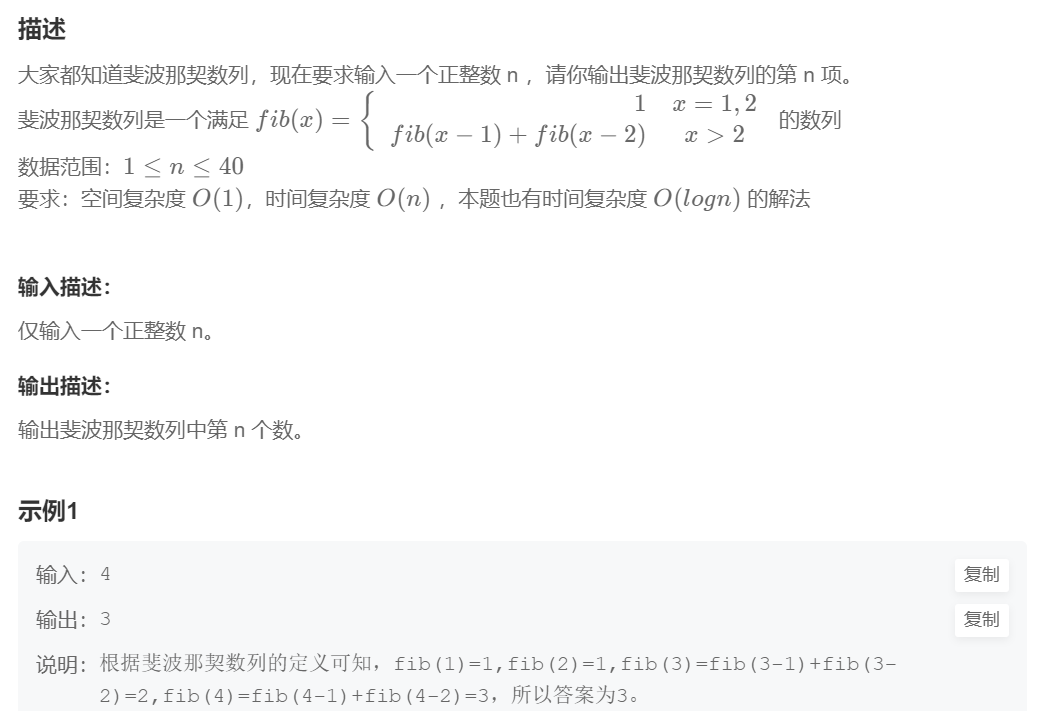 描述
大家都知道斐波那契数列，现在要求输入一个正整数 n ，请你输出斐波那契数列的第 n 项。
斐波那契数列是一个满足 fib(x) = { 1 x = 1,2
fib(x − 1) + fib(x − 2) x > 2 的数列
数据范围：1 ≤ n ≤ 40
要求：空间复杂度 O(1)，时间复杂度 O(n) ，本题也有时间复杂度 O(logn) 的解法
输入描述：
仅输入一个正整数 n。
输出描述：
输出斐波那契数列中第 n 个数。
示例1
输入：4 复制
输出：3 复制
说明：根据斐波那契数列的定义可知，fib(1)=1,fib(2)=1,fib(3)=fib(3-1)+fib(3-
2)=2,fib(4)=fib(4-1)+fib(4-2)=3，所以答案为3。